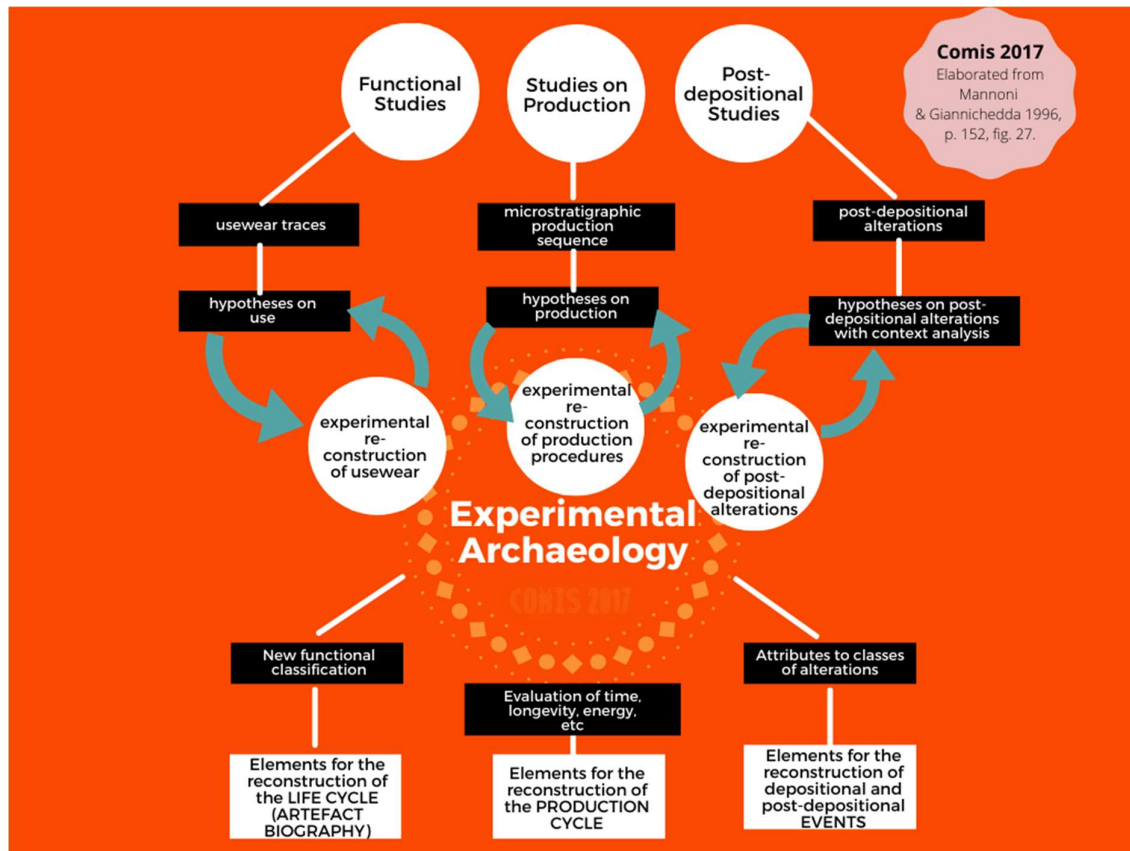 Functional
Studies
Studies on
Production
Post-
depositional
Studies
Comis 2017
Elaborated from
Mannoni
& Giannichedda 1996,
p. 152, fig. 27.
usewear traces
microstratigraphic
production
sequence
post-depositional
alterations
hypotheses on
use
hypotheses on
production
hypotheses on post-
depositional alterations
with context analysis
experimental
re-
construction
of usewear
experimental
re-
construction
of production
procedures
experimental
re-
construction
of post-
depositional
alterations
Experimental
Archaeology
COMIS 2017
New functional
classification
Evaluation of time,
longevity, energy,
etc
Attributes to classes
of alterations
Elements for the
reconstruction of
the LIFE CYCLE
(ARTEFACT
BIOGRAPHY)
Elements for the
reconstruction of
the PRODUCTION
CYCLE
Elements for the
reconstruction of
depositional and
post-depositional
EVENTS